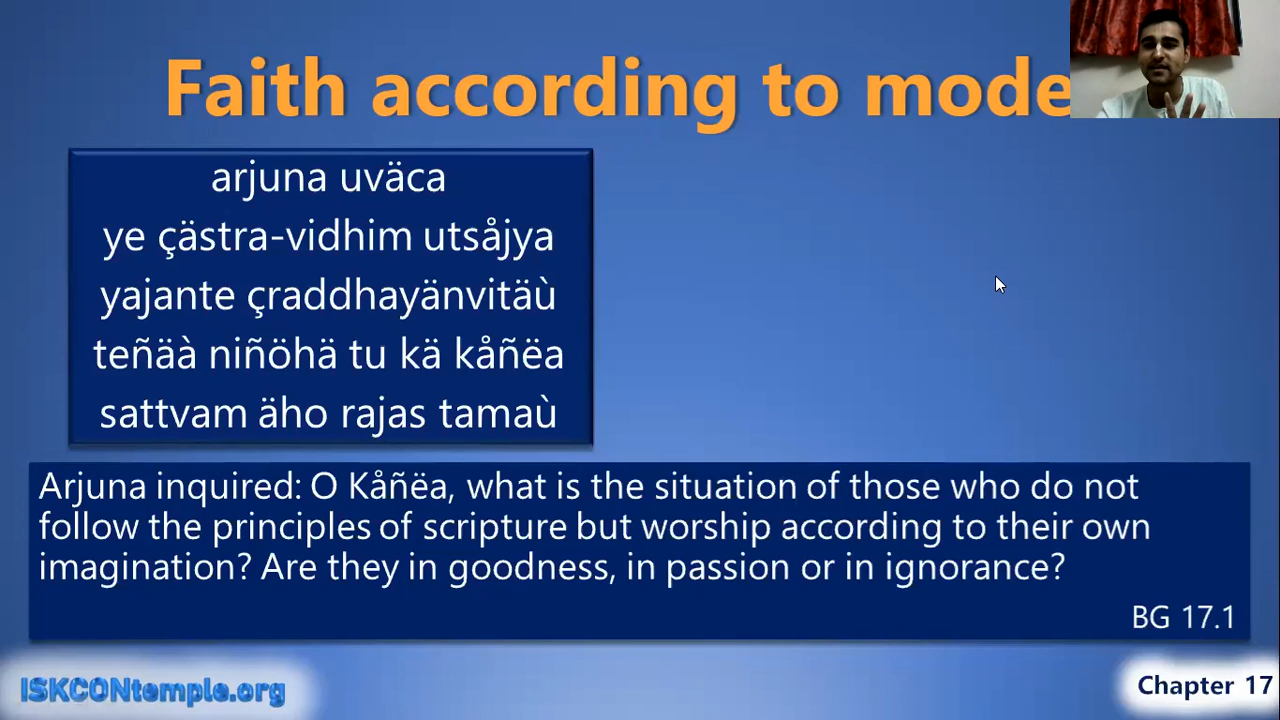 Faith according to mode
arjuna uväca
ye çästra-vidhim utsåjya
yajante çraddhayänvitäù
teñäà niñöhä tu kä kåñëa
sattvam äho rajas tamaù
Arjuna inquired: O Kåñëa, what is the situation of those who do not
follow the principles of scripture but worship according to their own
imagination? Are they in goodness, in passion or in ignorance?
BG 17.1
ISKCONtemple.org
Chapter 17